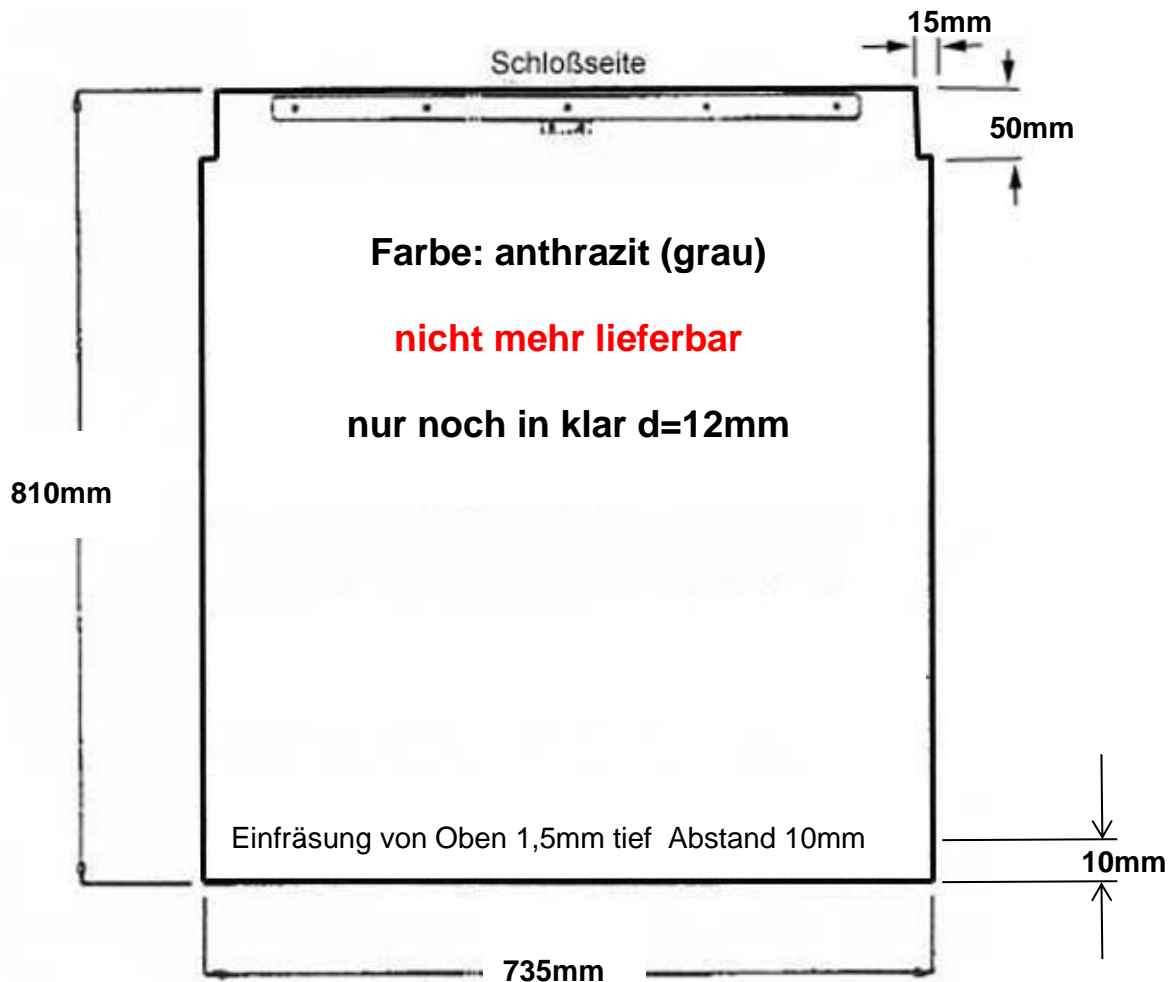 15mm
Schloßseite
50mm
Farbe: anthrazit (grau)
nicht mehr lieferbar
nur noch in klar d=12mm
810mm
Einfräsung von Oben 1,5mm tief Abstand 10mm
10mm
735mm